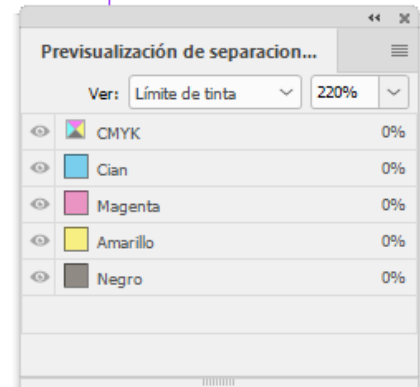 Previsualización de separacion...
Ver: Límite de tinta 220%
CMYK 0%
Cian 0%
Magenta 0%
Amarillo 0%
Negro 0%